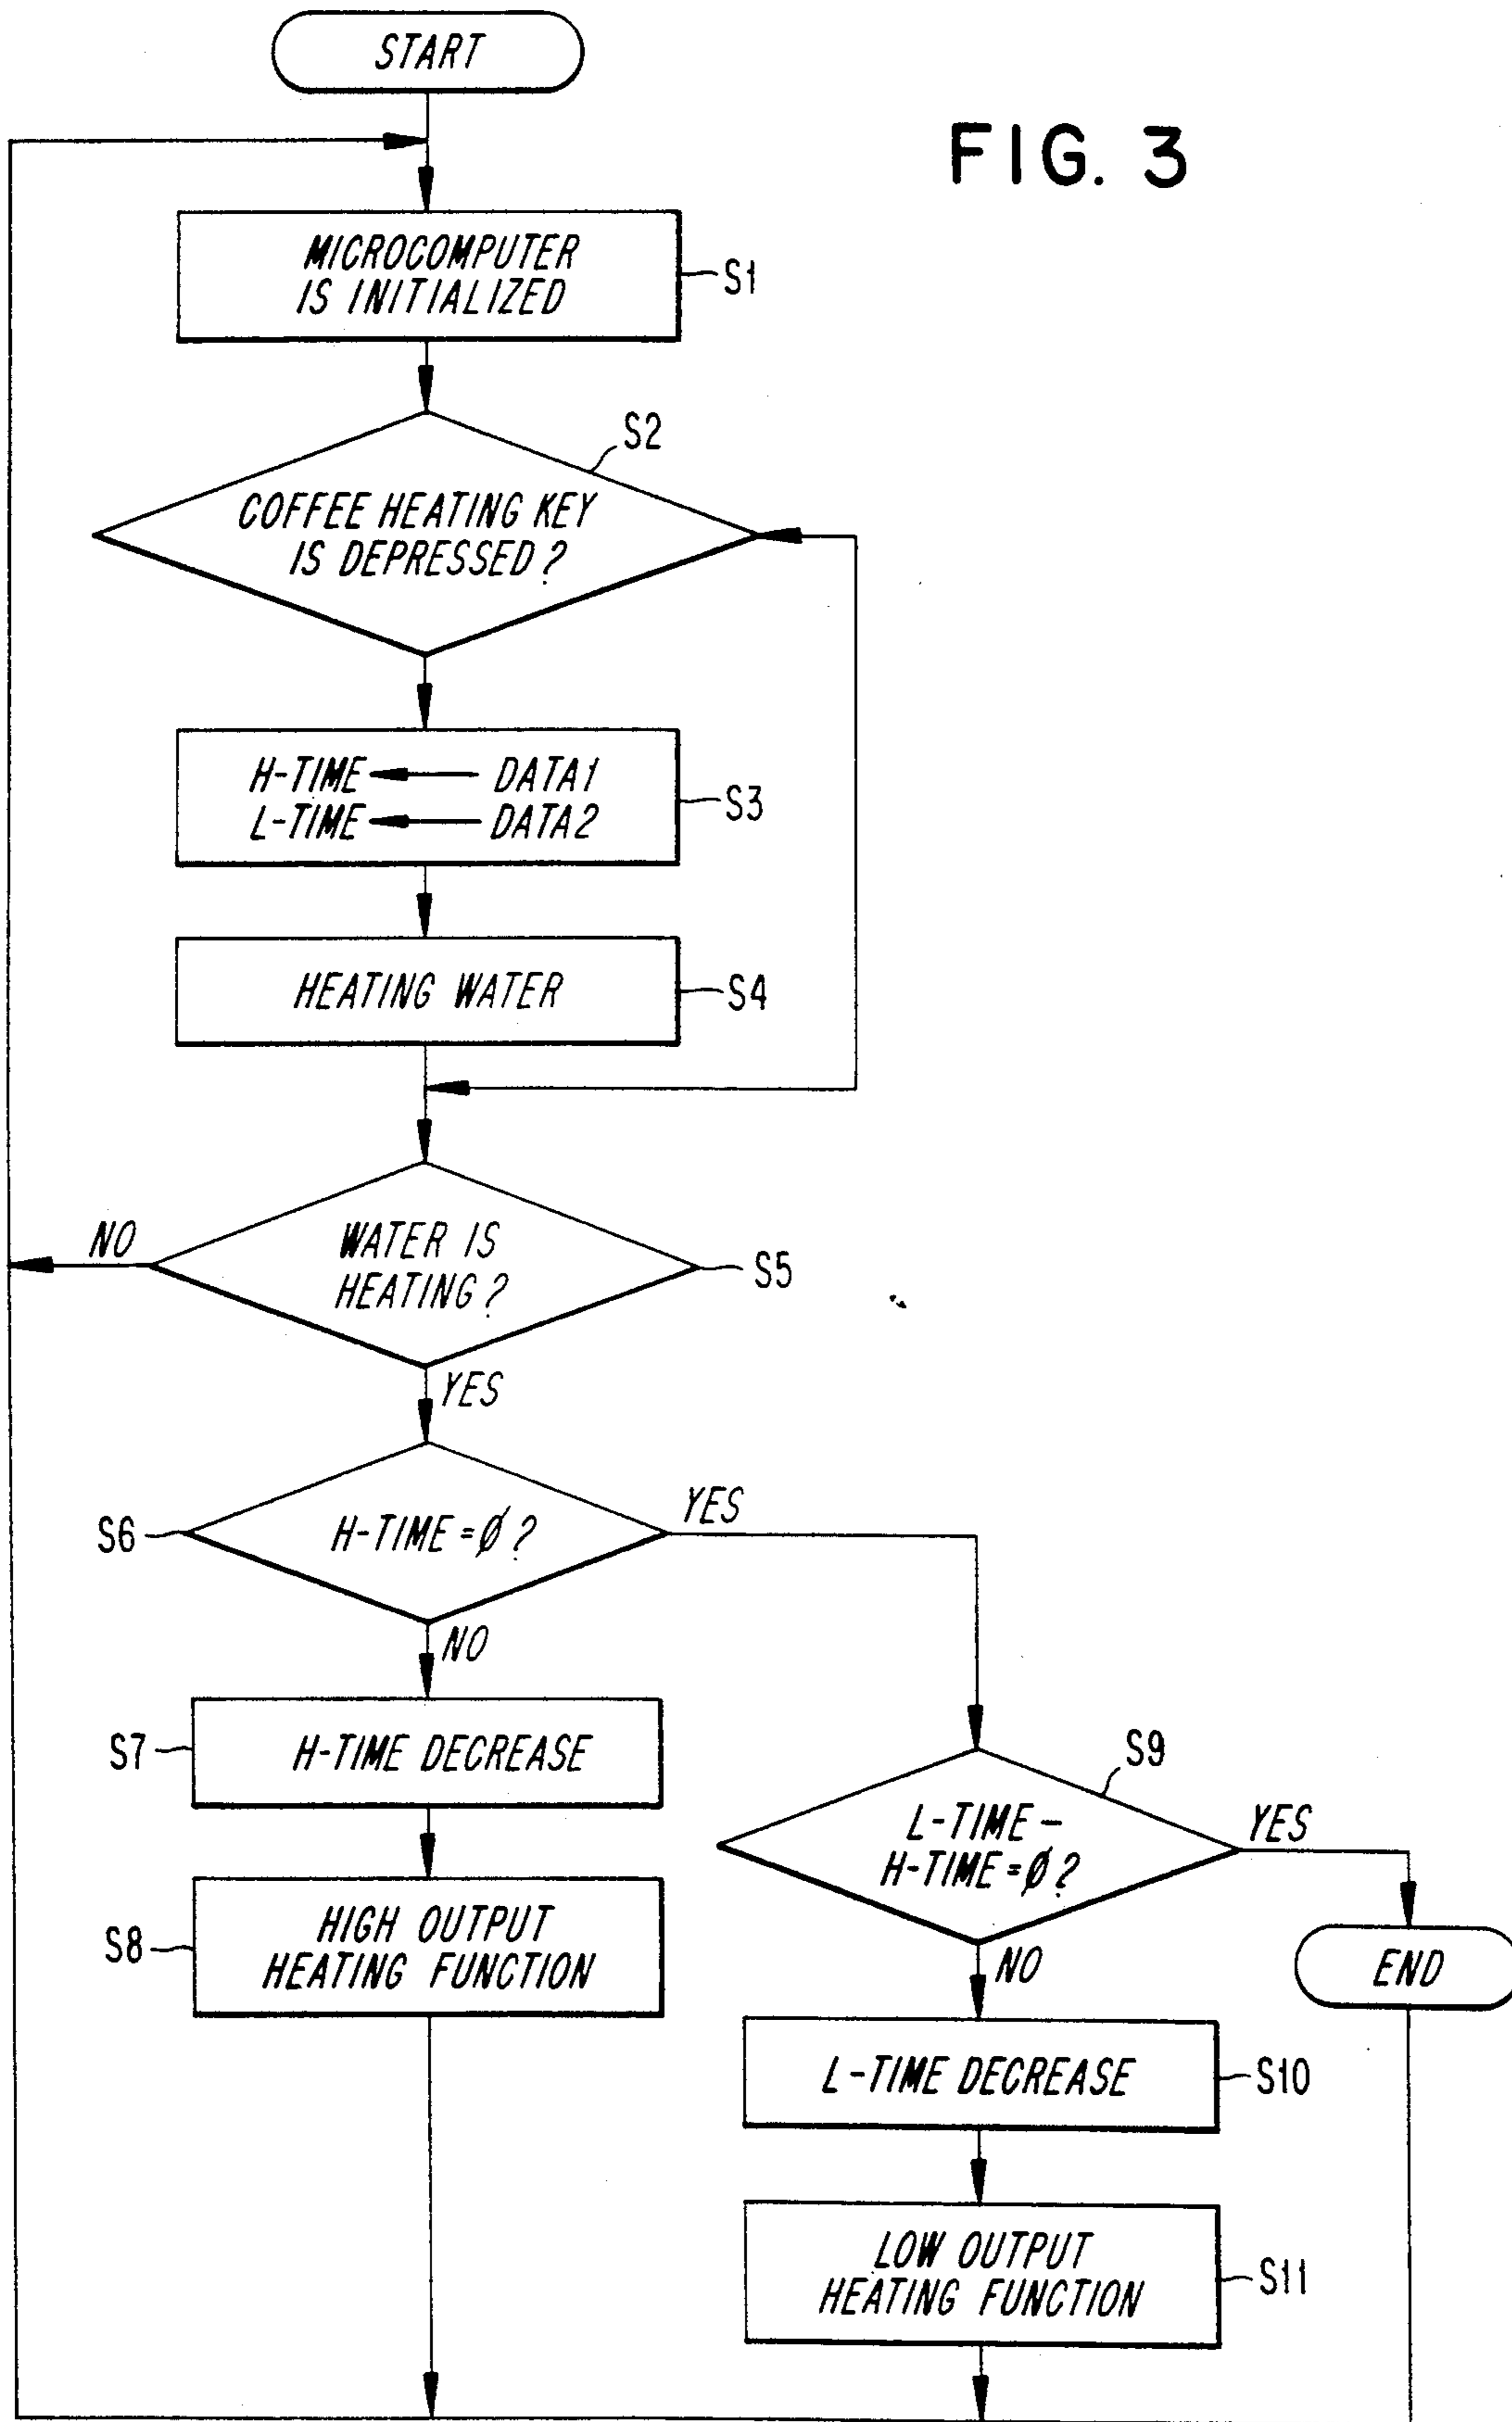 START
FIG. 3
MICROCOMPUTER
IS INITIALIZED
S1
S2
COFFEE HEATING KEY
IS DEPRESSED?
H-TIME ← DATA1
L-TIME ← DATA2
S3
HEATING WATER
S4
NO
WATER IS
HEATING?
S5
YES
S6
H-TIME=Ø?
YES
NO
S7
H-TIME DECREASE
S9
L-TIME-
H-TIME=Ø?
YES
S8
HIGH OUTPUT
HEATING FUNCTION
NO
END
L-TIME DECREASE
S10
LOW OUTPUT
HEATING FUNCTION
S11